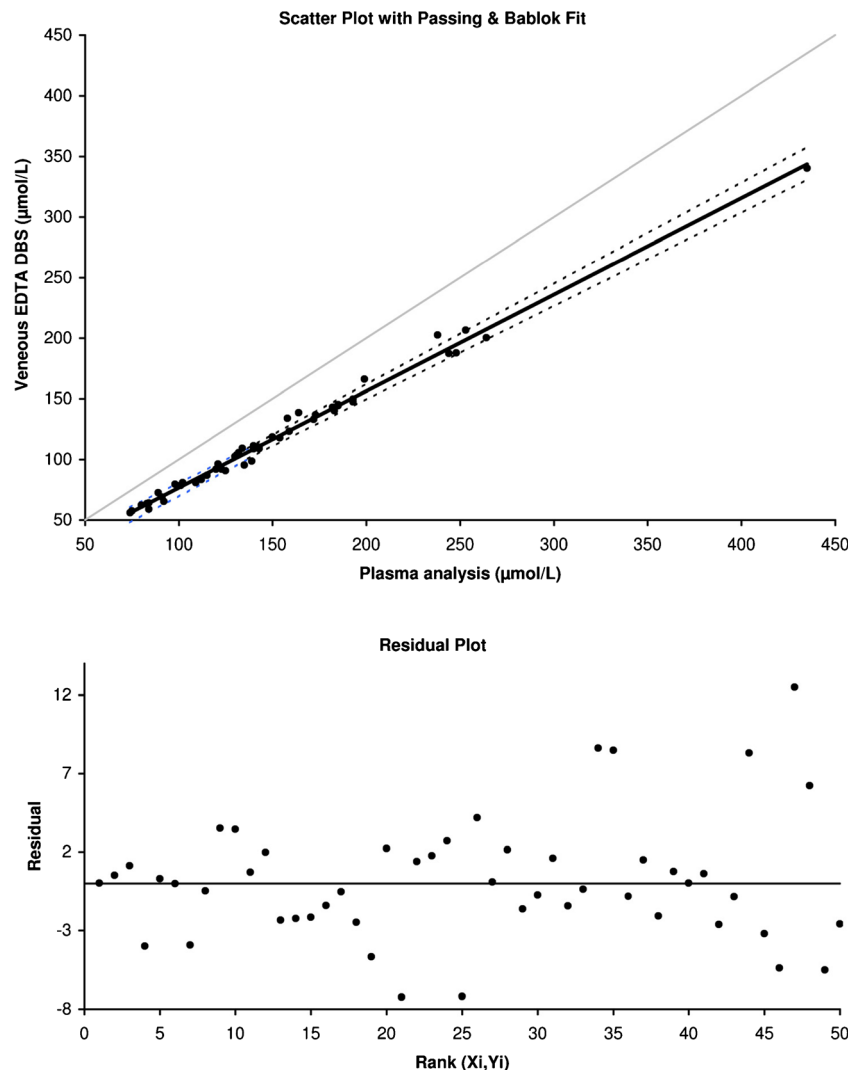 Scatter Plot with Passing & Bablok Fit
450
400
350
300
250
200
150
100
50
Veneous EDTA DBS (µmol/L)
50 100 150 200 250 300 350 400 450
Plasma analysis (µmol/L)
Residual Plot
12
7
2
-3
-8
Residual
0 5 10 15 20 25 30 35 40 45 50
Rank (Xi,Yi)